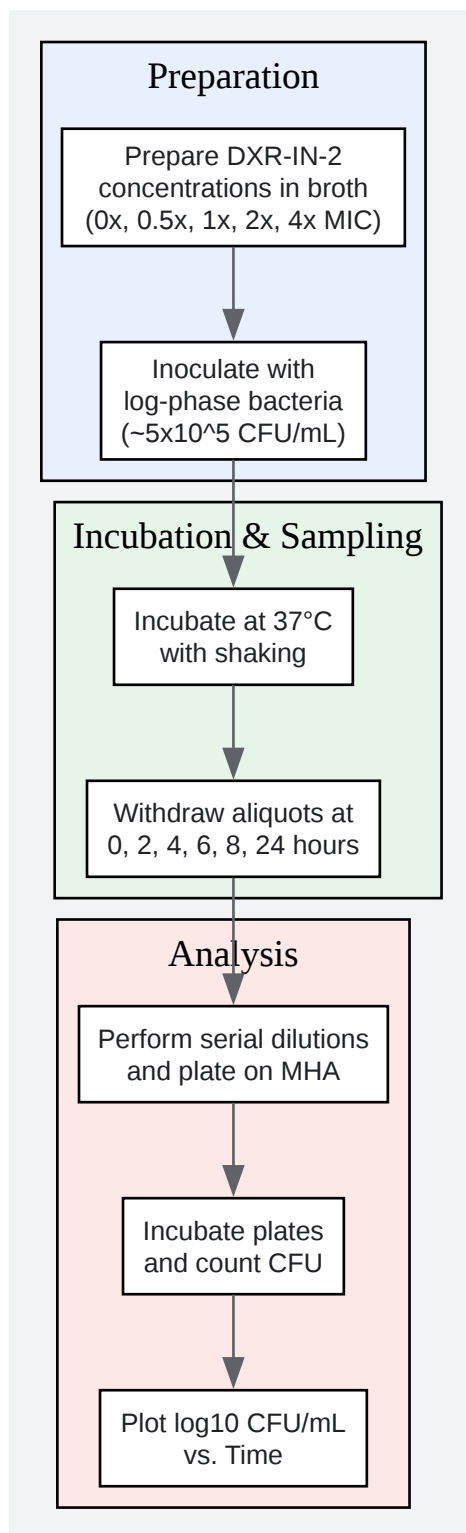 Preparation
Prepare DXR-IN-2
concentrations in broth
(0x, 0.5x, 1x, 2x, 4x MIC)
Inoculate with
log-phase bacteria
(~5x10^5 CFU/mL)
Incubation & Sampling
Incubate at 37°C
with shaking
Withdraw aliquots at
0, 2, 4, 6, 8, 24 hours
Analysis
Perform serial dilutions
and plate on MHA
Incubate plates
and count CFU
Plot log10 CFU/mL
vs. Time